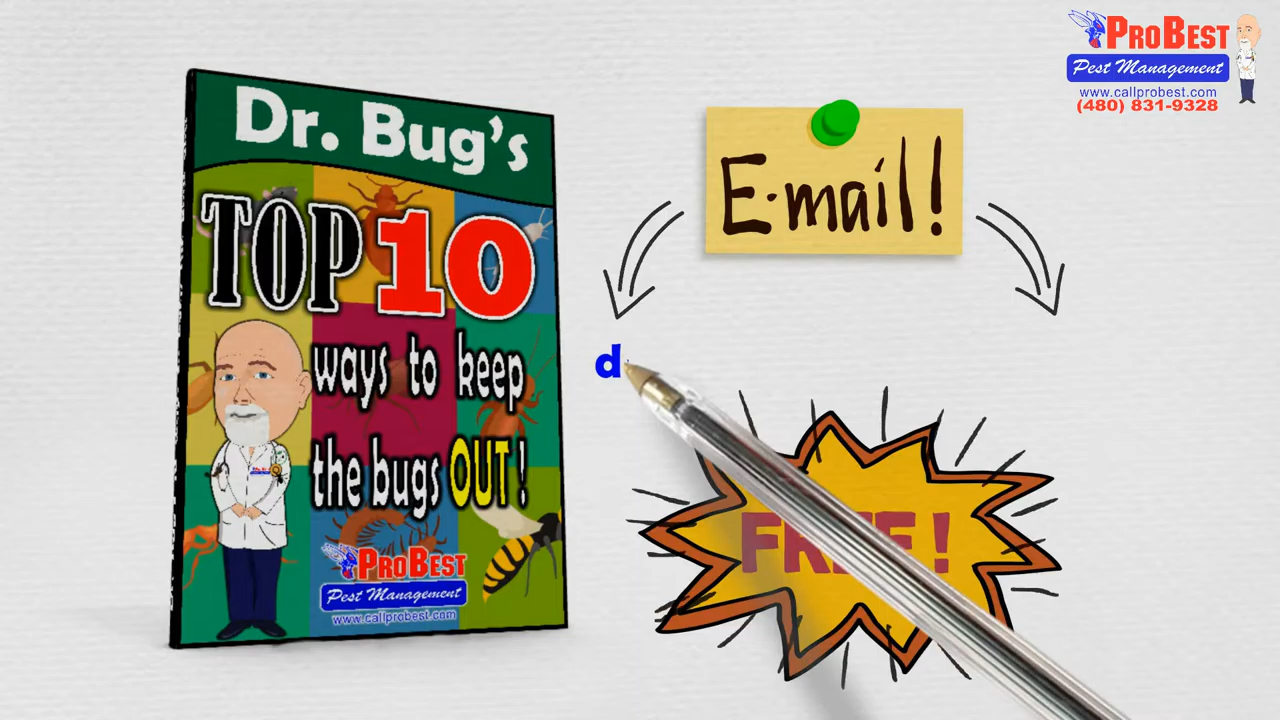 Dr. Bug's
TOP 10
ways to keep
the bugs OUT!
PROBEST
Pest Management
www.callprobest.com
E-mail!
d
FREE!
PROBEST
Pest Management
www.callprobest.com
(480) 831-9328